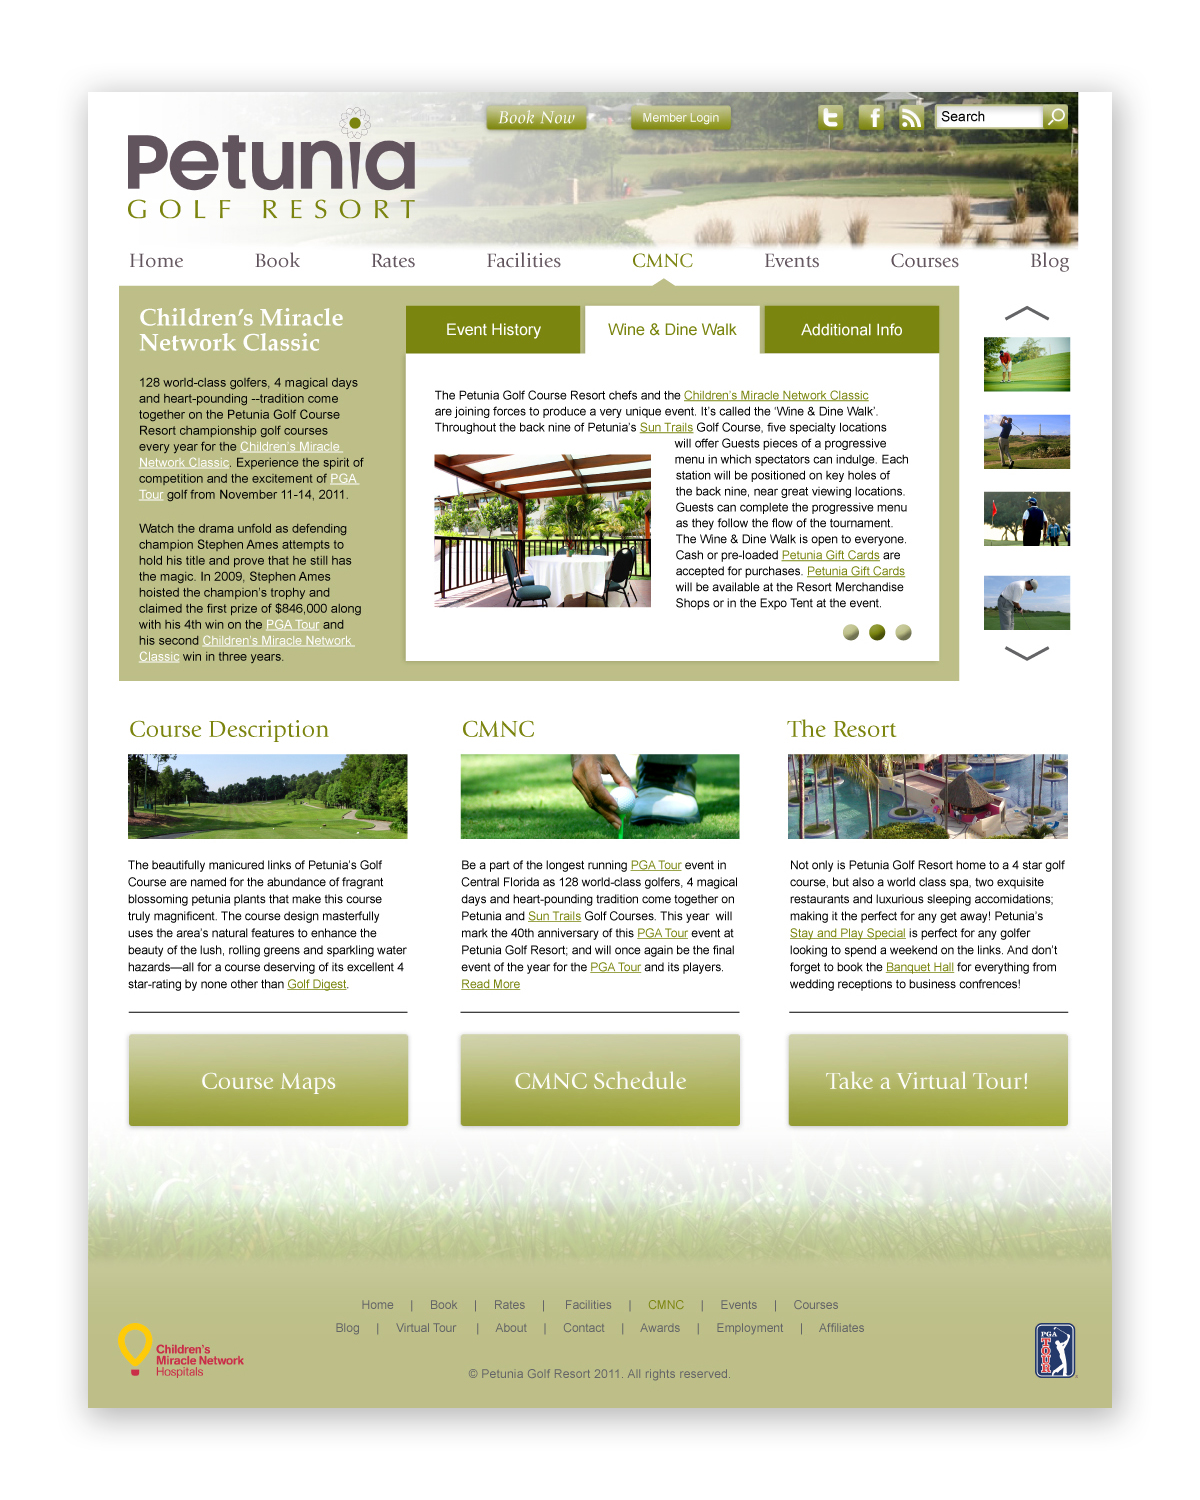 Book Now
Member Login
Search
Petunia
GOLF RESORT
Home Book Rates Facilities CMNC Events Courses Blog
Children's Miracle
Network Classic
128 world-class golfers, 4 magical days
and heart-pounding --tradition come
together on the Petunia Golf Course
Resort championship golf courses
every year for the Children's Miracle
Network Classic. Experience the spirit of
competition and the excitement of PGA
Tour golf from November 11-14, 2011.
Watch the drama unfold as defending
champion Stephen Ames attempts to
hold his title and prove that he still has
the magic. In 2009, Stephen Ames
hoisted the champion's trophy and
claimed the first prize of $846,000 along
with his 4th win on the PGA Tour and
his second Children's Miracle Network
Classic win in three years.
Event History
Wine & Dine Walk
Additional Info
The Petunia Golf Course Resort chefs and the Children's Miracle Network Classic
are joining forces to produce a very unique event. It's called the 'Wine & Dine Walk'.
Throughout the back nine of Petunia's Sun Trails Golf Course, five specialty locations
will offer Guests pieces of a progressive
menu in which spectators can indulge. Each
station will be positioned on key holes of
the back nine, near great viewing locations.
Guests can complete the progressive menu
as they follow the flow of the tournament.
The Wine & Dine Walk is open to everyone.
Cash or pre-loaded Petunia Gift Cards are
accepted for purchases. Petunia Gift Cards
will be available at the Resort Merchandise
Shops or in the Expo Tent at the event.
Course Description
The beautifully manicured links of Petunia's Golf
Course are named for the abundance of fragrant
blossoming petunia plants that make this course
truly magnificent. The course design masterfully
uses the area's natural features to enhance the
beauty of the lush, rolling greens and sparkling water
hazards—all for a course deserving of its excellent 4
star-rating by none other than Golf Digest.
CMNC
Be a part of the longest running PGA Tour event in
Central Florida as 128 world-class golfers, 4 magical
days and heart-pounding tradition come together on
Petunia and Sun Trails Golf Courses. This year will
mark the 40th anniversary of this PGA Tour event at
Petunia Golf Resort; and will once again be the final
event of the year for the PGA Tour and its players.
Read More
The Resort
Not only is Petunia Golf Resort home to a 4 star golf
course, but also a world class spa, two exquisite
restaurants and luxurious sleeping accomidations;
making it the perfect for any get away! Petunia's
Stay and Play Special is perfect for any golfer
looking to spend a weekend on the links. And don't
forget to book the Banquet Hall for everything from
wedding receptions to business confrences!
Course Maps
CMNC Schedule
Take a Virtual Tour!
Home | Book | Rates | Facilities | CMNC | Events | Courses
Blog | Virtual Tour | About | Contact | Awards | Employment | Affiliates
Children's
Miracle Network
Hospitals
© Petunia Golf Resort 2011. All rights reserved.
PGA
TOUR